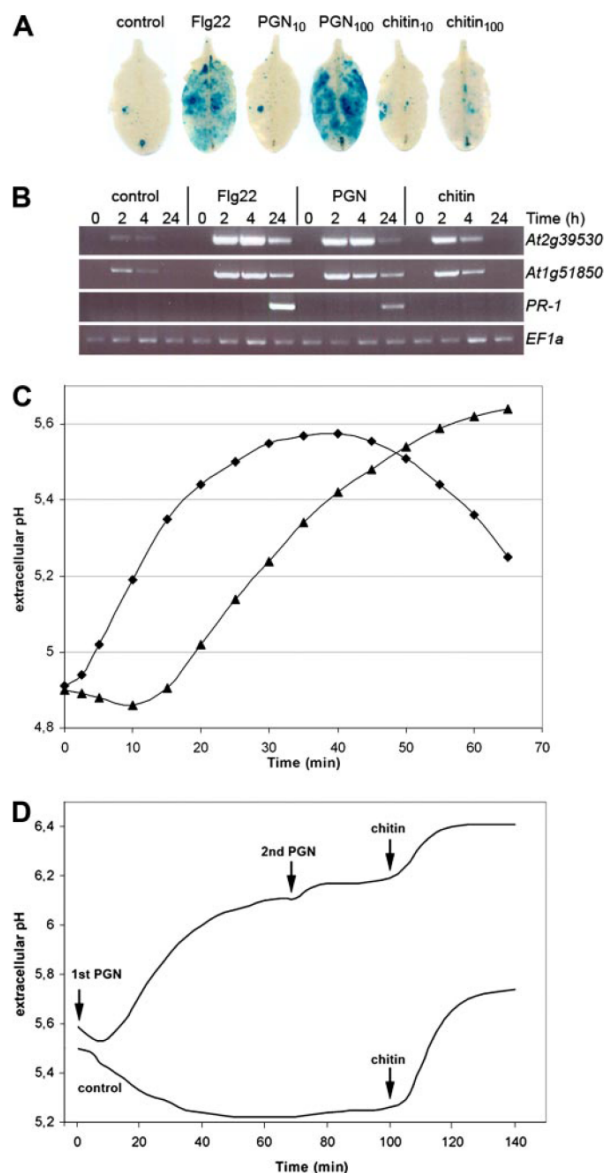 A
control Flg22 PGN10 PGN100 chitin10 chitin100
B
control Flg22 PGN chitin
0 2 4 24 0 2 4 24 0 2 4 24 0 2 4 24 Time (h)
At2g39530
At1g51850
PR-1
EF1a
C
5,6
5,4
5,2
5
4,8
extracellular pH
0 10 20 30 40 50 60 70
Time (min)
D
6,4
6,2
6
5,8
5,6
5,4
5,2
extracellular pH
chitin
2nd PGN
1st PGN
chitin
control
0 20 40 60 80 100 120 140
Time (min)